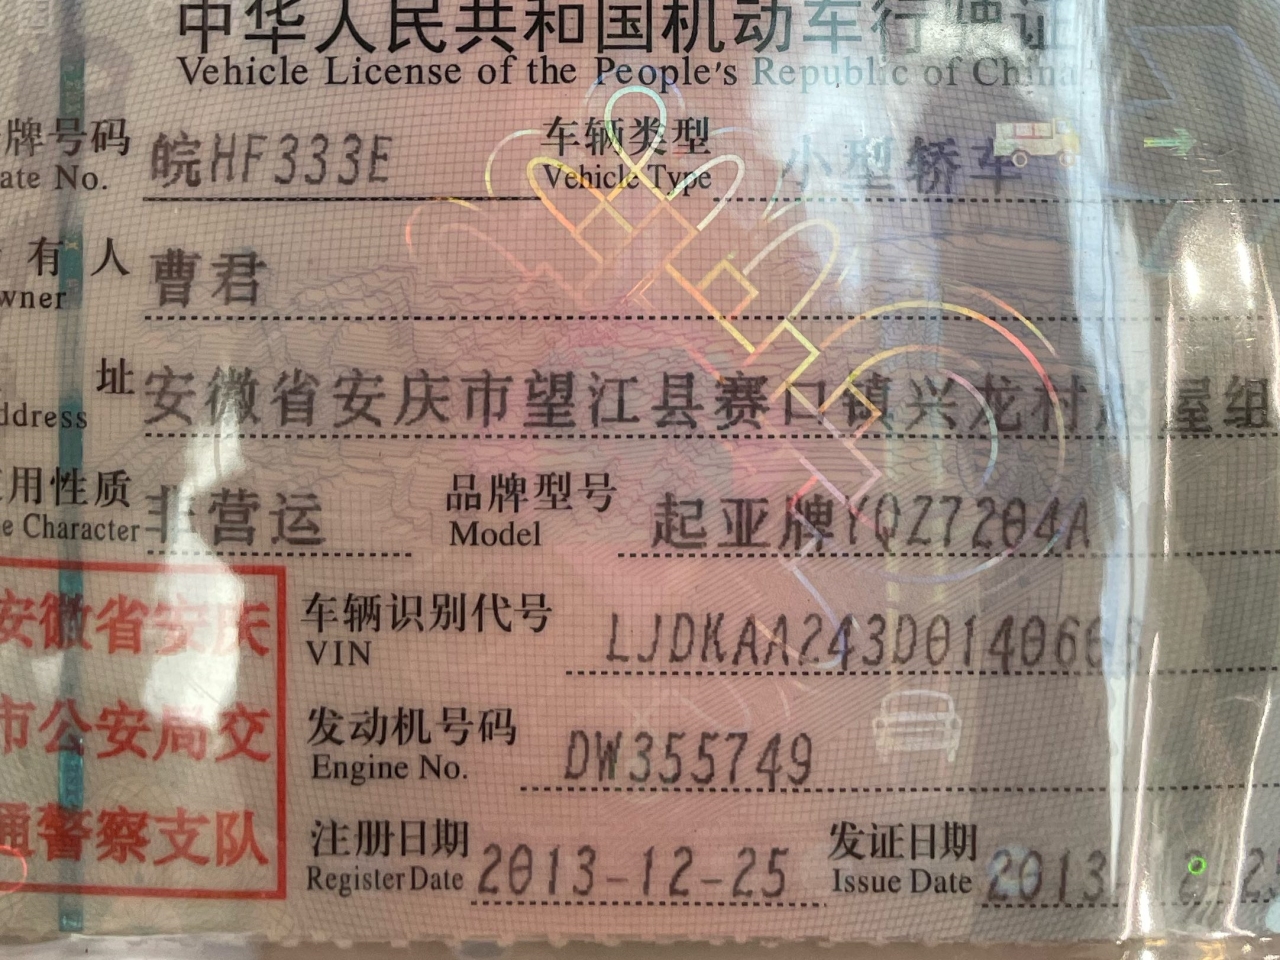 中华人民共和国机动车行驶证
Vehicle License of the People's Republic of China
牌号码 皖HF333E 车辆类型 小型轿车
ate No. Vehicle Type
有人 曹君
wner
址 安徽省安庆市望江县赛口镇兴龙村 屋组
ddress
用性质 非营运 品牌型号 起亚牌YQZ7204A
e Character Model
安徽省安庆 车辆识别代号 LJDKAA243D014066
VIN
市公安局交 发动机号码 DW355749
Engine No.
通警察支队 注册日期 2013-12-25 发证日期 2013- 2-25
Register Date Issue Date